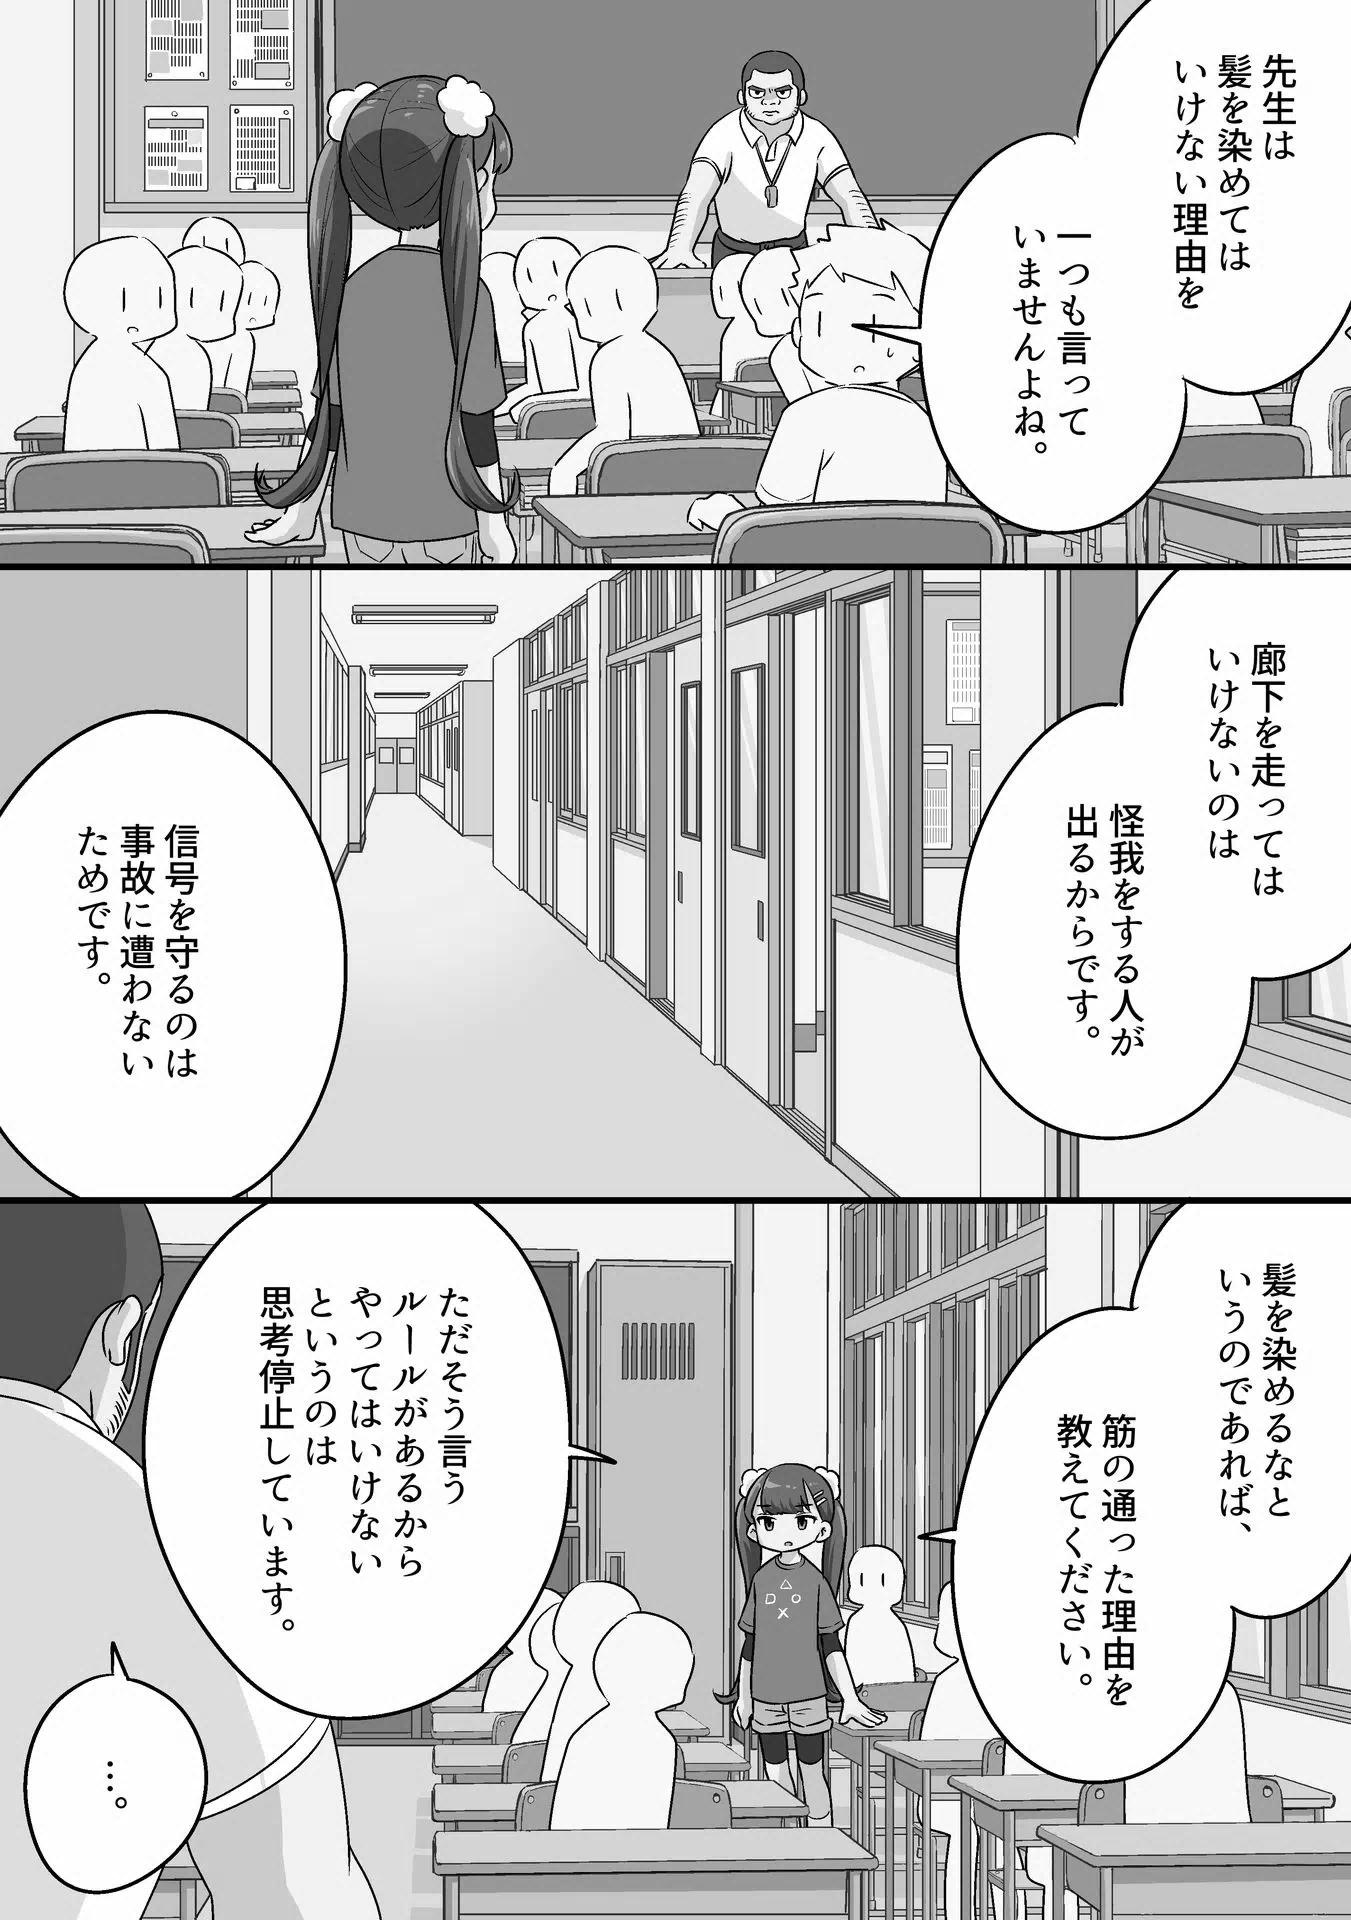 先生は
髪を染めては
いけない理由を
一つも言って
いませんよね。
廊下を走っては
いけないのは
怪我をする人が
出るからです。
信号を守るのは
事故に遭わない
ためです。
髪を染めるなと
いうのであれば、
筋の通った理由を
教えてください。
ただそう言う
ルールがあるから
やってはいけない
というのは
思考停止しています。
…。